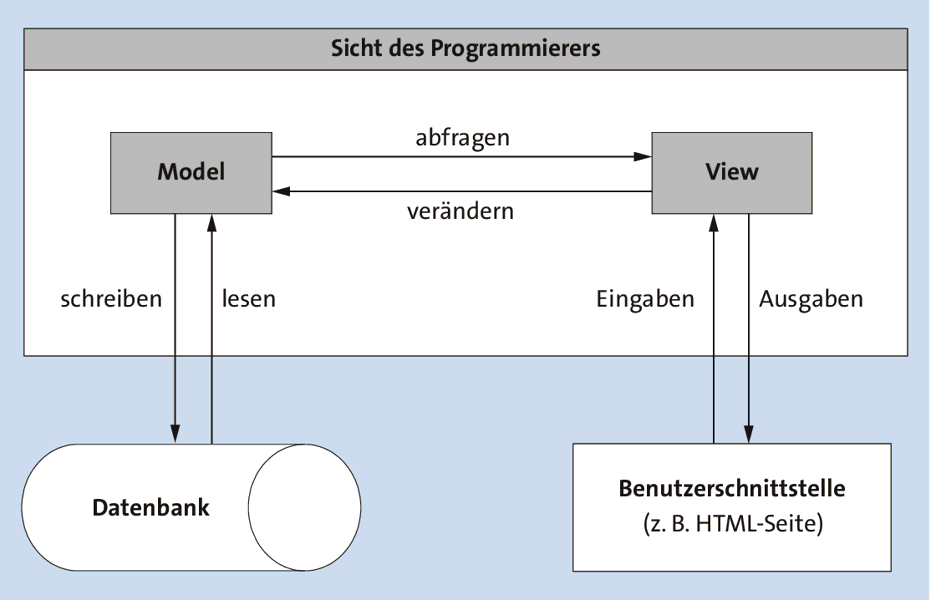 Sicht des Programmierers
abfragen
Model
View
verändern
schreiben
lesen
Eingaben
Ausgaben
Datenbank
Benutzerschnittstelle
(z. B. HTML-Seite)